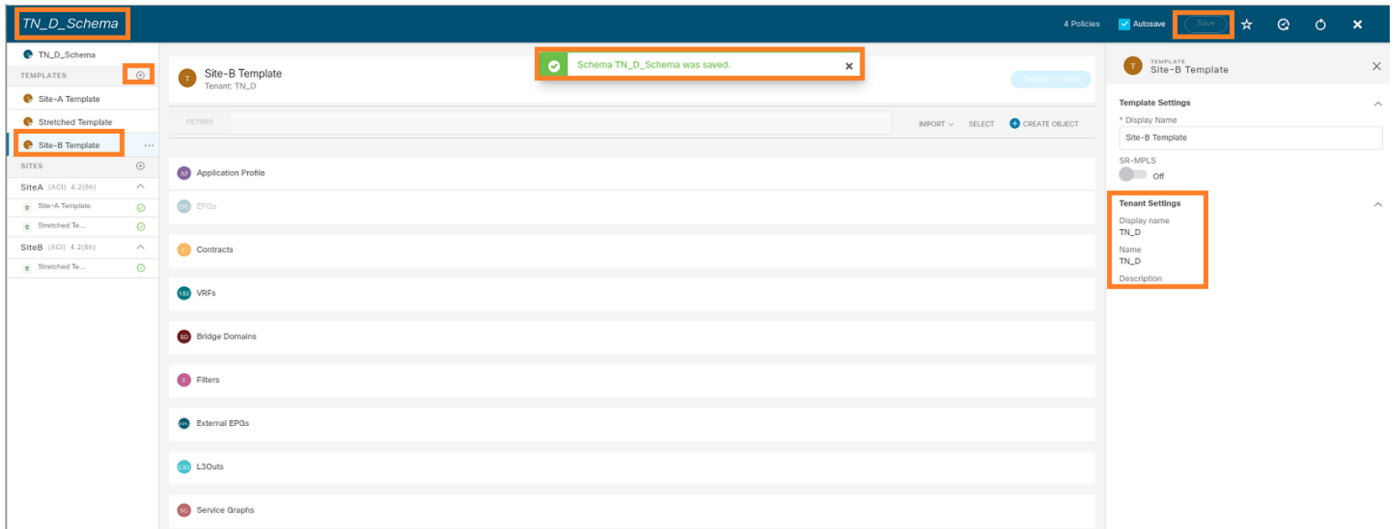 TN_D_Schema
4 Policies
Autosave
Save
TN_D_Schema
TEMPLATES
Site-A Template
Stretched Template
Site-B Template
SITES
SiteA (ACI) 4.2(6h)
Site-A Template
Stretched Te...
SiteB (ACI) 4.2(6h)
Stretched Te...
T
Site-B Template
Tenant: TN_D
Schema TN_D_Schema was saved.
Deploy to sites
FILTERS
IMPORT
SELECT
CREATE OBJECT
AP Application Profile
EPG EPGs
C Contracts
VRF VRFs
BD Bridge Domains
F Filters
External EPGs
L3O L3Outs
SG Service Graphs
T
TEMPLATE
Site-B Template
Template Settings
* Display Name
Site-B Template
SR-MPLS
Off
Tenant Settings
Display name
TN_D
Name
TN_D
Description